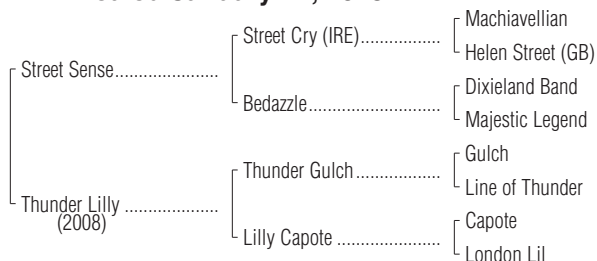 Machiavellian
Street Cry (IRE)....................
Helen Street (GB)
Street Sense.........................
Dixieland Band
Bedazzle.................................
Majestic Legend
Gulch
Thunder Gulch.....................
Line of Thunder
Thunder Lilly ......................
(2008)
Capote
Lilly Capote ..........................
London Lil